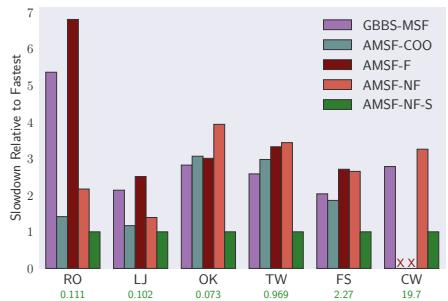 Slowdown Relative to Fastest
7
6
5
4
3
2
1
0
GBBS-MSF
AMSF-COO
AMSF-F
AMSF-NF
AMSF-NF-S
x x
RO LJ OK TW FS CW
0.111 0.102 0.073 0.969 2.27 19.7